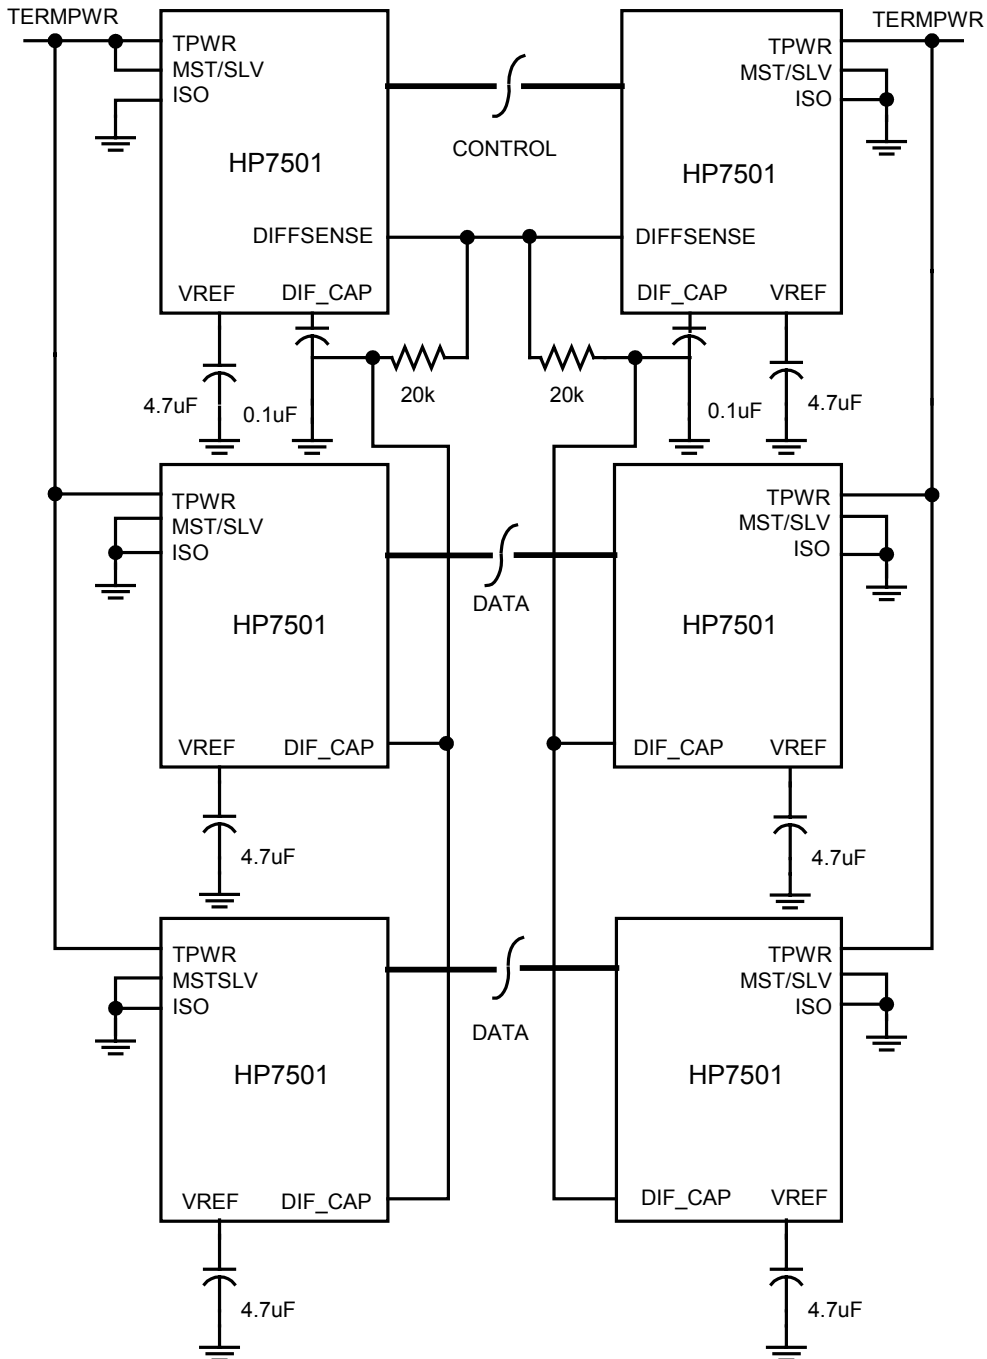 TERMPWR
TERMPWR
TPWR
MST/SLV
ISO
HP7501
DIFFSENSE
VREF
DIF_CAP
CONTROL
TPWR
MST/SLV
ISO
HP7501
DIFFSENSE
DIF_CAP
VREF
4.7uF
0.1uF
20k
20k
0.1uF
4.7uF
TPWR
MST/SLV
ISO
HP7501
VREF
DIF_CAP
DATA
TPWR
MST/SLV
ISO
HP7501
DIF_CAP
VREF
4.7uF
4.7uF
TPWR
MSTSLV
ISO
HP7501
VREF
DIF_CAP
DATA
TPWR
MST/SLV
ISO
HP7501
DIF_CAP
VREF
4.7uF
4.7uF